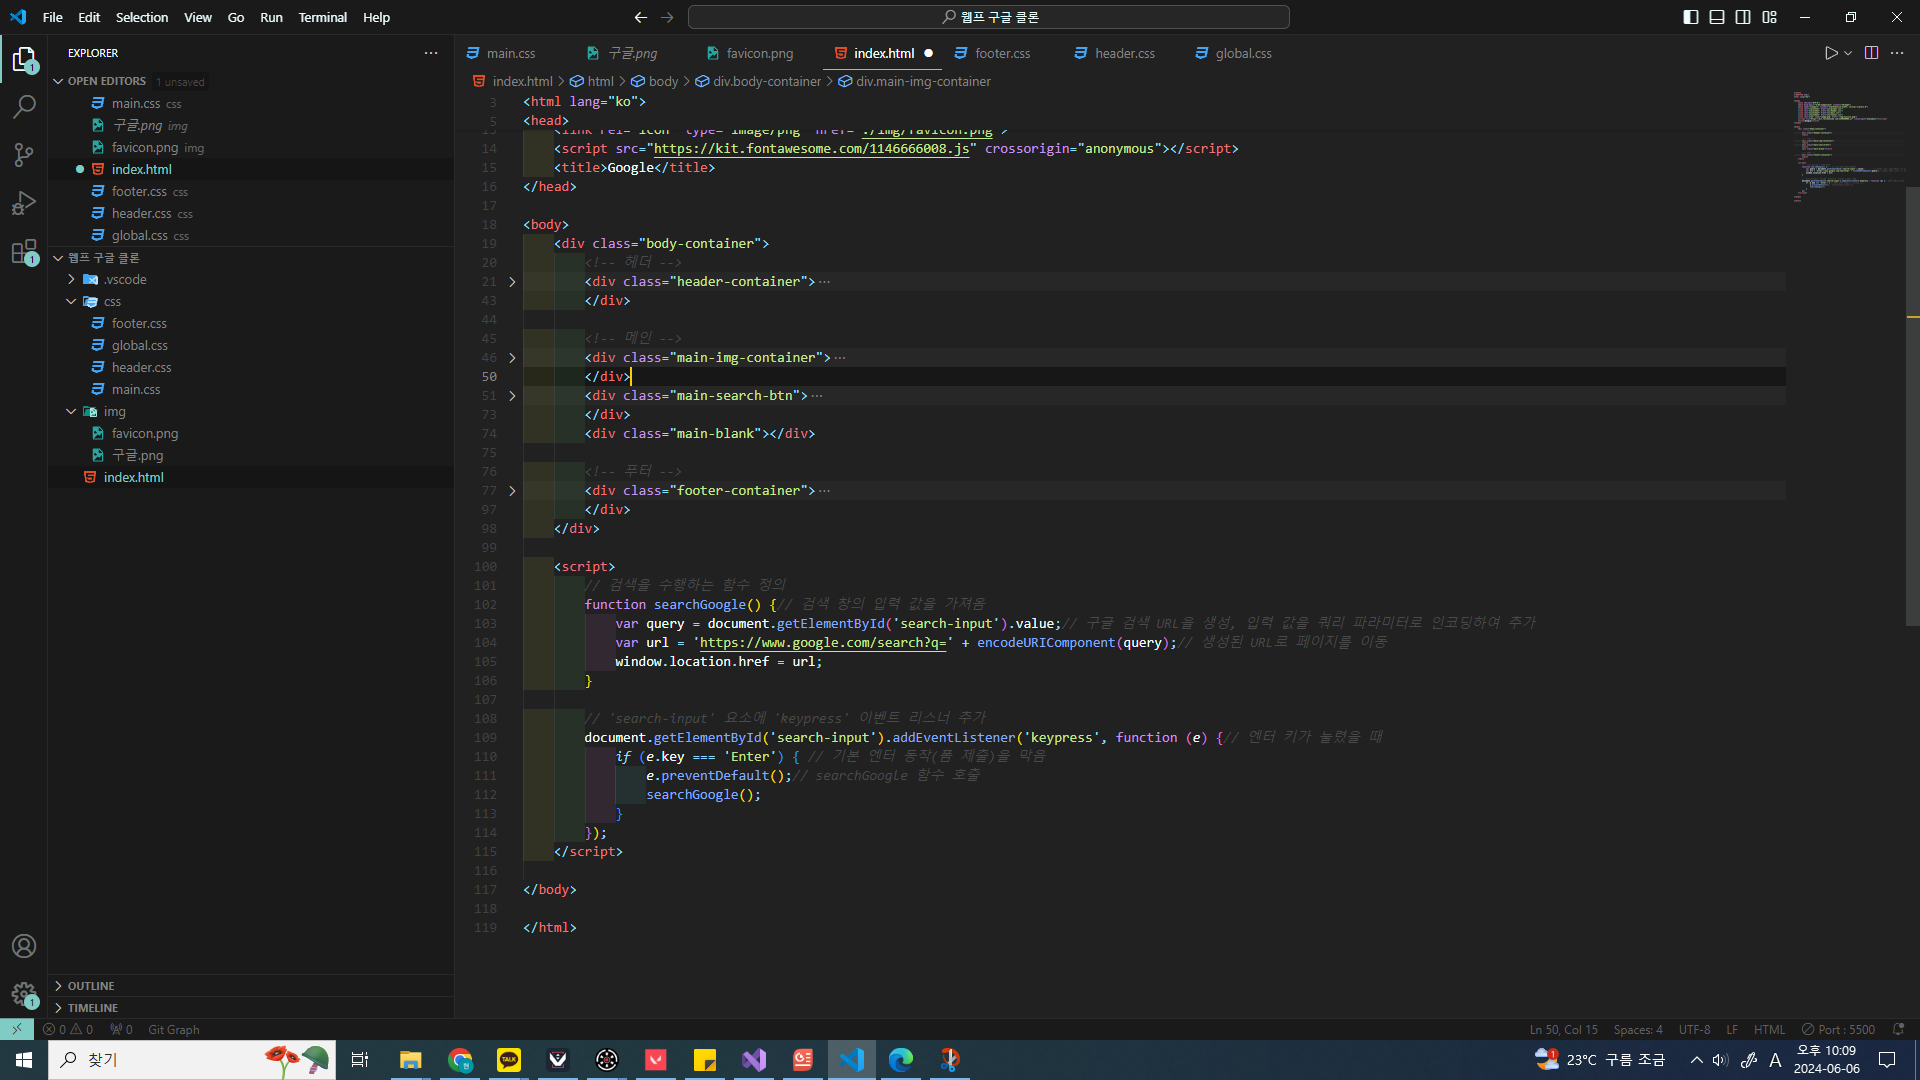 File Edit Selection View Go Run Terminal Help
웹프 구글 클론
EXPLORER
OPEN EDITORS 1 unsaved
main.css css
구글.png img
favicon.png img
index.html
footer.css css
header.css css
global.css css
웹프 구글 클론
.vscode
css
footer.css
global.css
header.css
main.css
img
favicon.png
구글.png
index.html
OUTLINE
TIMELINE
main.css 구글.png favicon.png index.html footer.css header.css global.css
index.html > html > body > div.body-container > div.main-img-container
3 <html lang="ko">
5 <head>
13 <link rel="icon" type="image/png" href="./img/favicon.png">
14 <script src="https://kit.fontawesome.com/1146666008.js" crossorigin="anonymous"></script>
15 <title>Google</title>
16 </head>
17
18 <body>
19 <div class="body-container">
20 <!-- 헤더 -->
21 <div class="header-container">···
43 </div>
44
45 <!-- 메인 -->
46 <div class="main-img-container">···
50 </div>
51 <div class="main-search-btn">···
73 </div>
74 <div class="main-blank"></div>
75
76 <!-- 푸터 -->
77 <div class="footer-container">···
97 </div>
98 </div>
99
100 <script>
101 // 검색을 수행하는 함수 정의
102 function searchGoogle() {// 검색 창의 입력 값을 가져옴
103 var query = document.getElementById('search-input').value;// 구글 검색 URL을 생성, 입력 값을 쿼리 파라미터로 인코딩하여 추가
104 var url = 'https://www.google.com/search?q=' + encodeURIComponent(query);// 생성된 URL로 페이지를 이동
105 window.location.href = url;
106 }
107
108 // 'search-input' 요소에 'keypress' 이벤트 리스너 추가
109 document.getElementById('search-input').addEventListener('keypress', function (e) {// 엔터 키가 눌렸을 때
110 if (e.key === 'Enter') { // 기본 엔터 동작(폼 제출)을 막음
111 e.preventDefault();// searchGoogle 함수 호출
112 searchGoogle();
113 }
114 });
115 </script>
116
117 </body>
118
119 </html>
0 0 0 Git Graph
Ln 50, Col 15 Spaces: 4 UTF-8 LF HTML Port : 5500
찾기
TALK
23°C 구름 조금
A
오후 10:09
2024-06-06